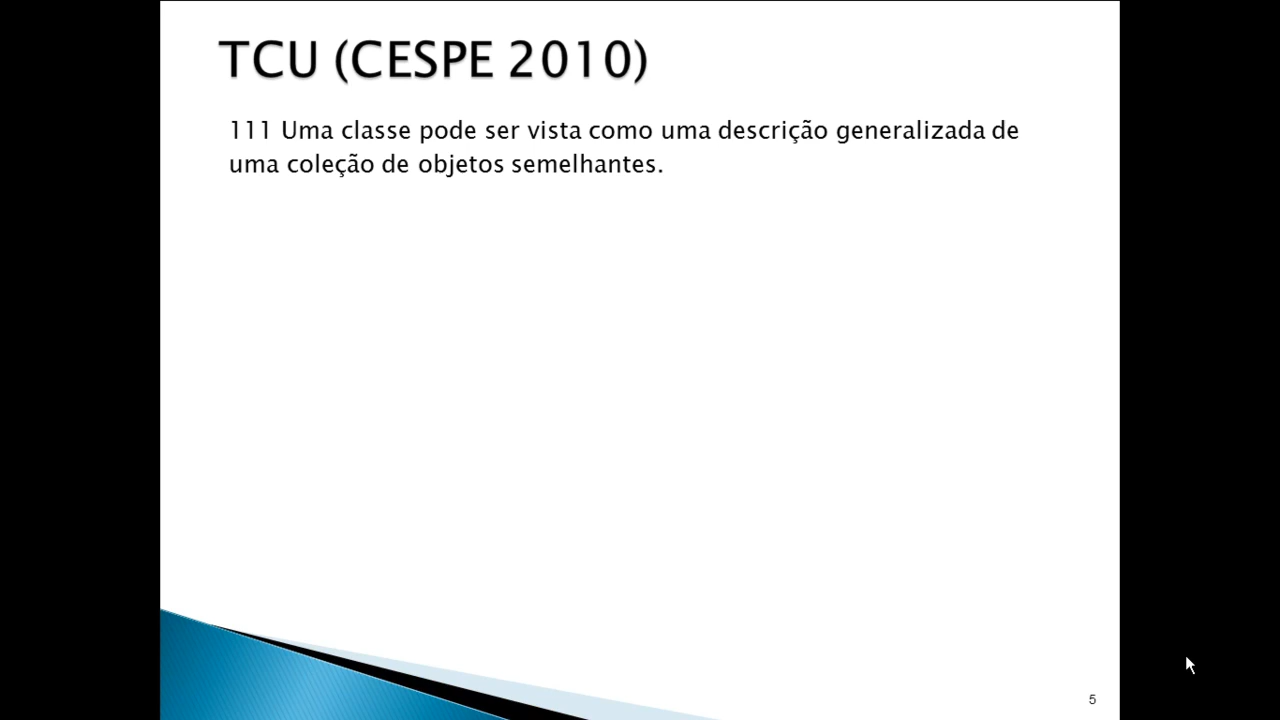 TCU (CESPE 2010)
111 Uma classe pode ser vista como uma descrição generalizada de
uma coleção de objetos semelhantes.
5